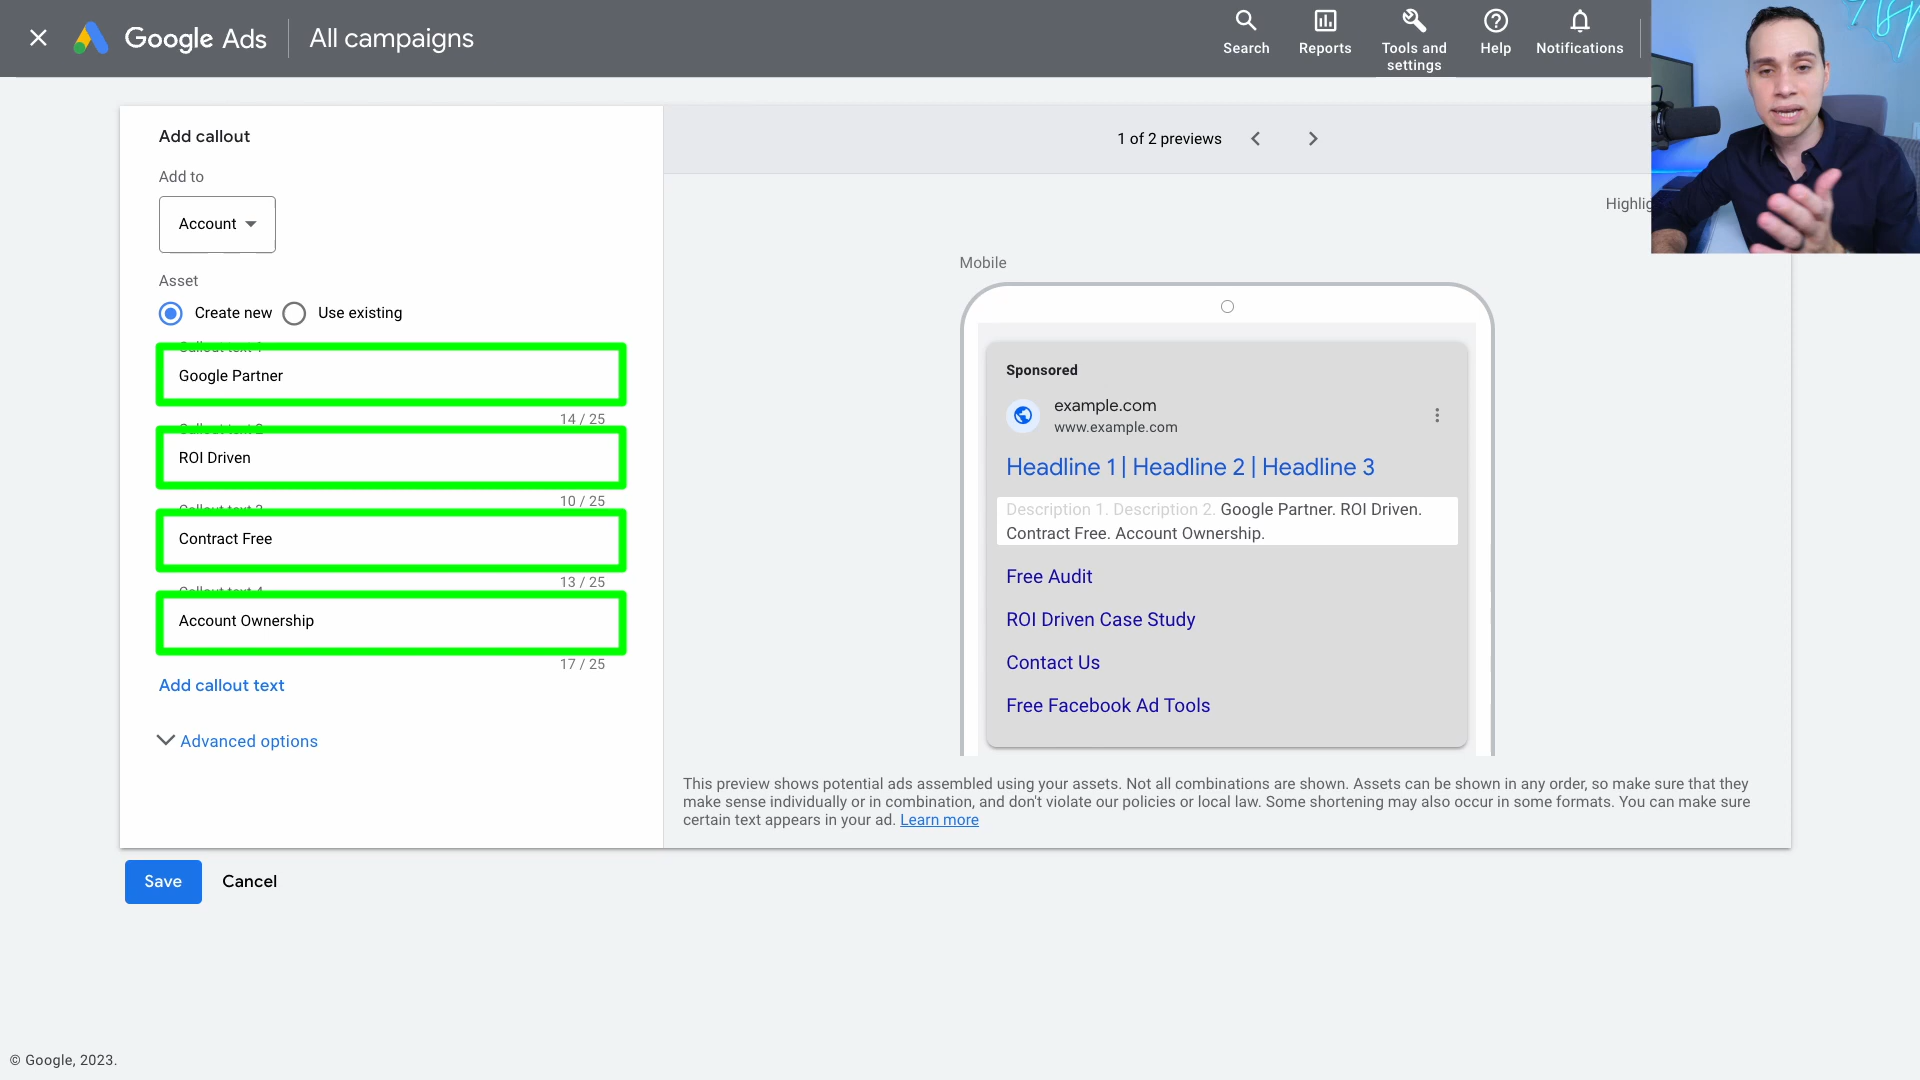 Google Ads
All campaigns
Search
Reports
Tools and
settings
Help
Notifications
Add callout
Add to
Account
Asset
Create new
Use existing
Google Partner
14 / 25
ROI Driven
10 / 25
Contract Free
13 / 25
Account Ownership
17 / 25
Add callout text
Advanced options
Save
Cancel
1 of 2 previews
Mobile
Sponsored
example.com
www.example.com
Headline 1 | Headline 2 | Headline 3
Description 1. Description 2. Google Partner. ROI Driven.
Contract Free. Account Ownership.
Free Audit
ROI Driven Case Study
Contact Us
Free Facebook Ad Tools
This preview shows potential ads assembled using your assets. Not all combinations are shown. Assets can be shown in any order, so make sure that they
make sense individually or in combination, and don't violate our policies or local law. Some shortening may also occur in some formats. You can make sure
certain text appears in your ad. Learn more
© Google, 2023.